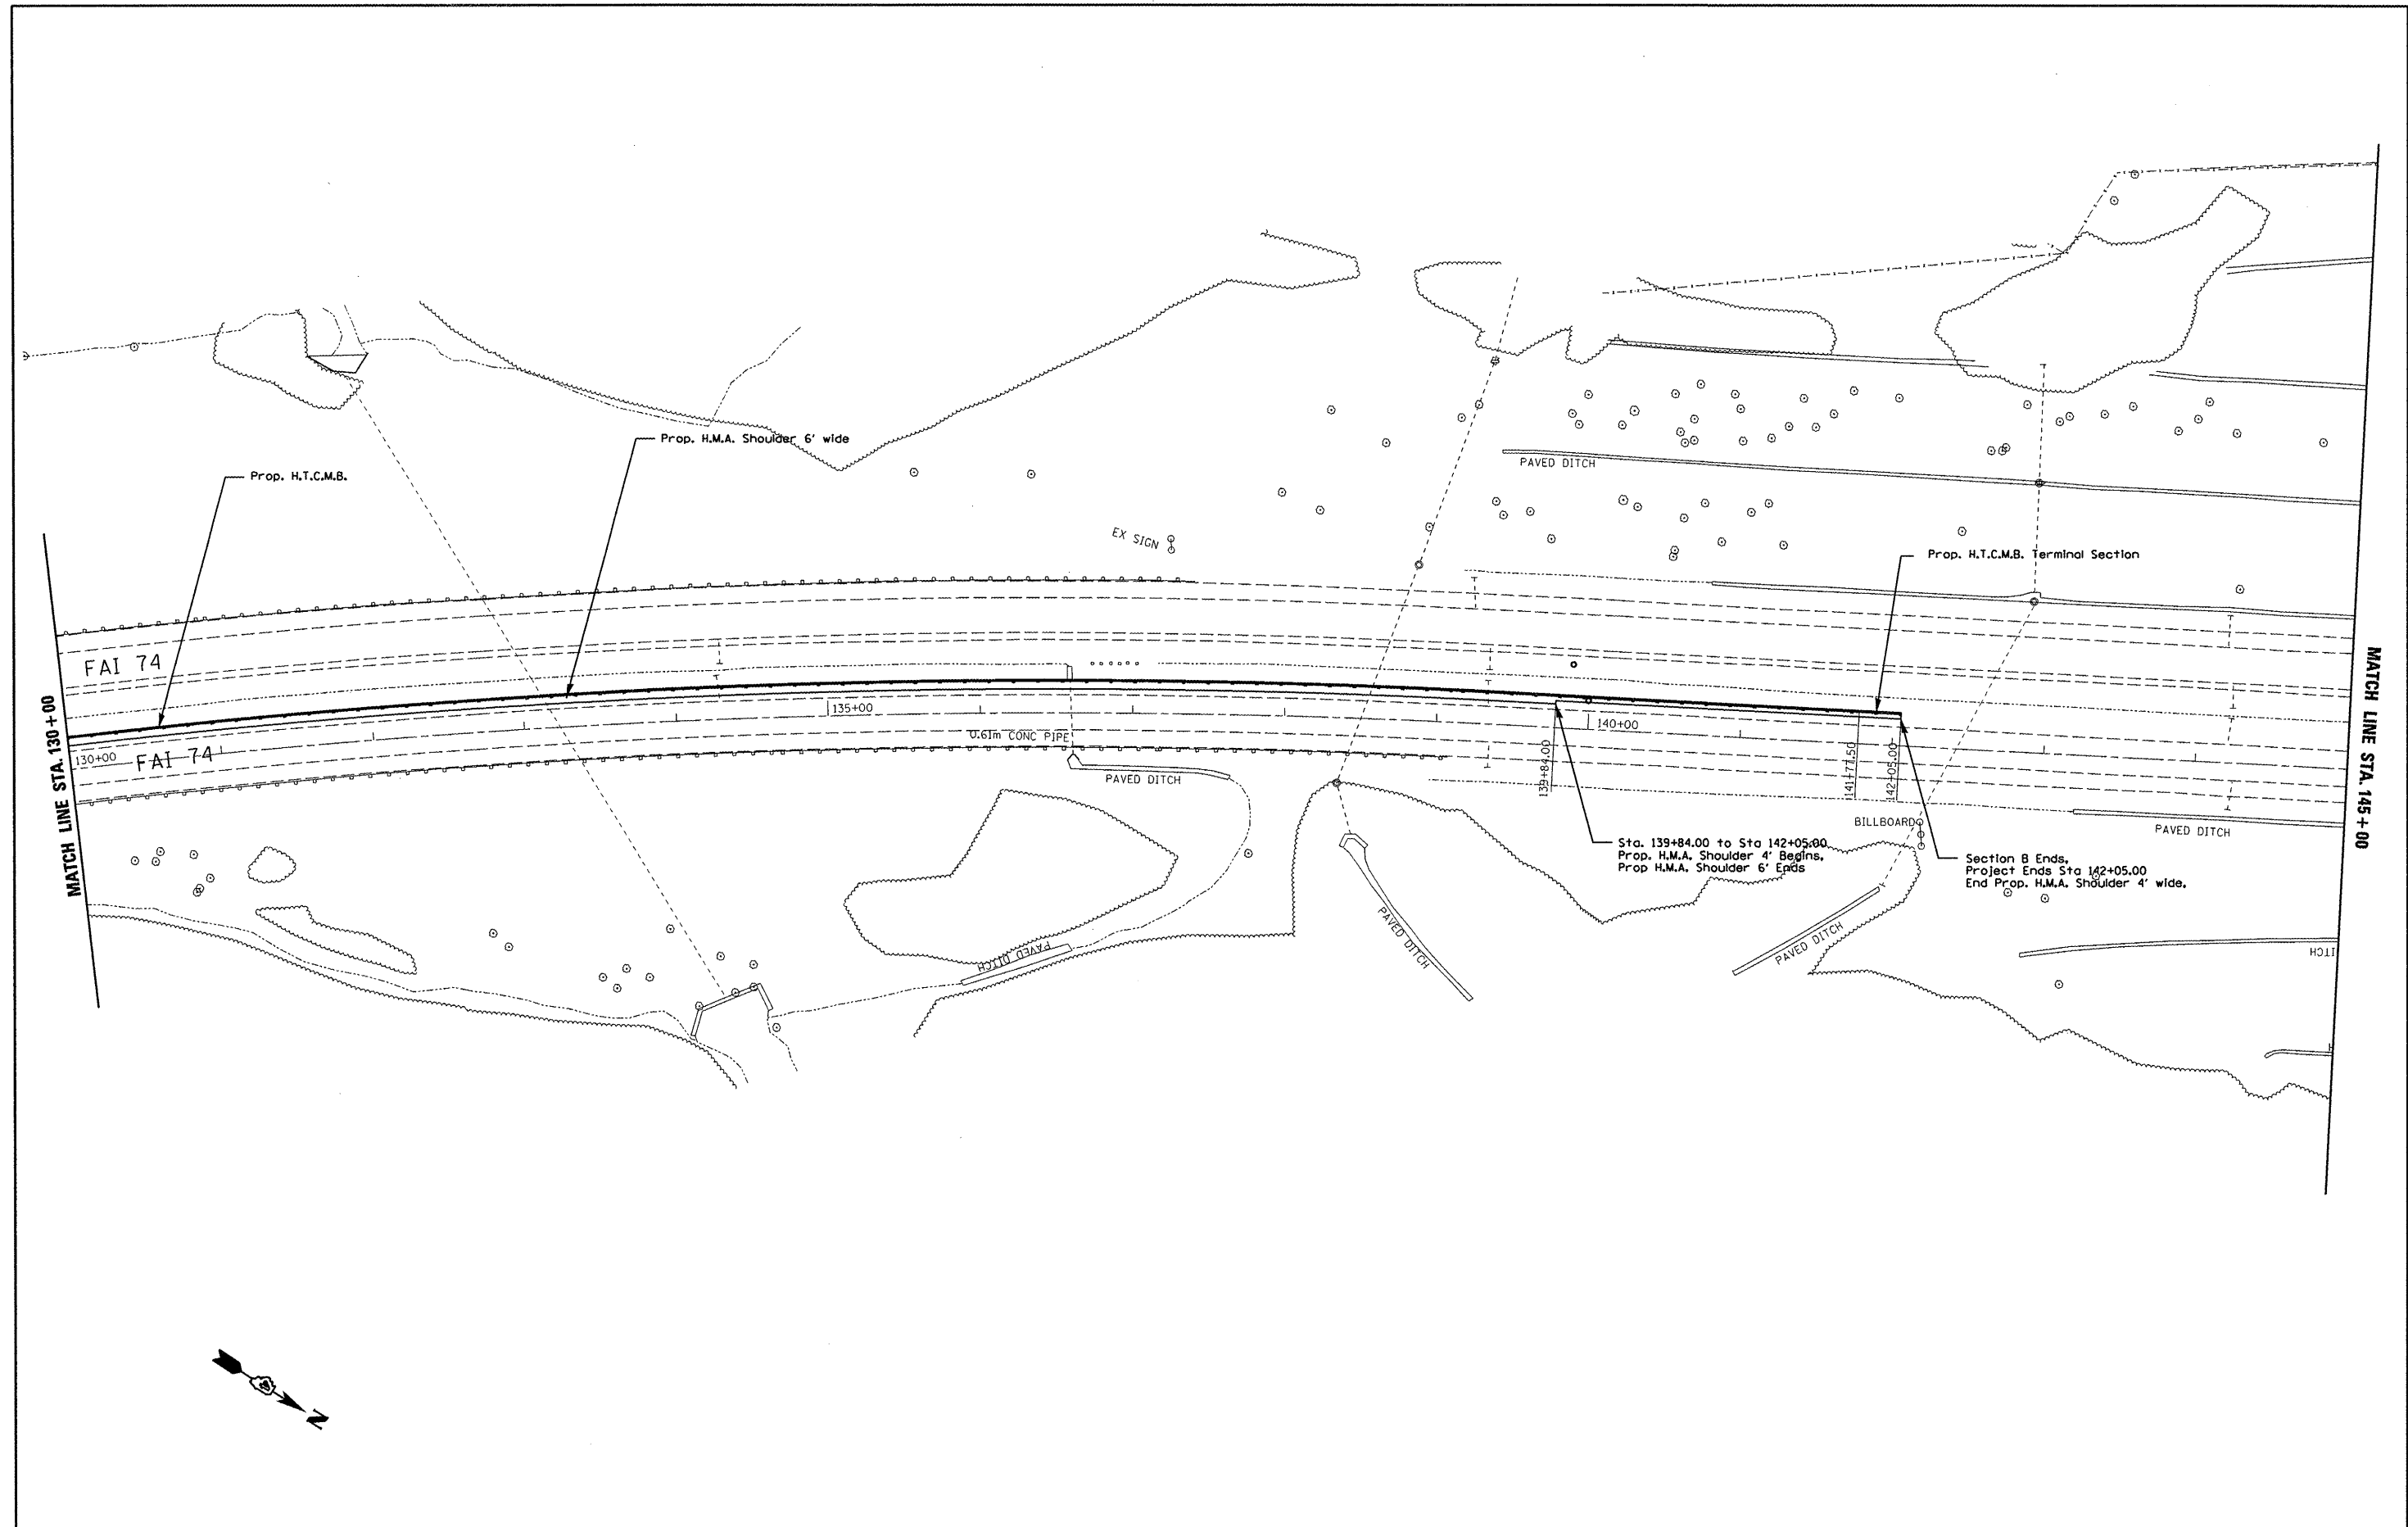 Prop. H.M.A. Shoulder 6' wide
Prop. H.T.C.M.B.
PAVED DITCH
EX SIGN
Prop. H.T.C.M.B. Terminal Section
FAI 74
MATCH LINE STA. 130+00
130+00
FAI 74
135+00
140+00
0.61m CONC PIPE
PAVED DITCH
139+84.00
141+77.50
142+05.00
MATCH LINE STA. 145+00
BILLBOARD
PAVED DITCH
Sta. 139+84.00 to Sta 142+05.00
Prop. H.M.A. Shoulder 4' Begins,
Prop H.M.A. Shoulder 6' Ends
Section B Ends,
Project Ends Sta 142+05.00
End Prop. H.M.A. Shoulder 4' wide.
PAVED DITCH
PAVED DITCH
PAVED DITCH
ITCH
N